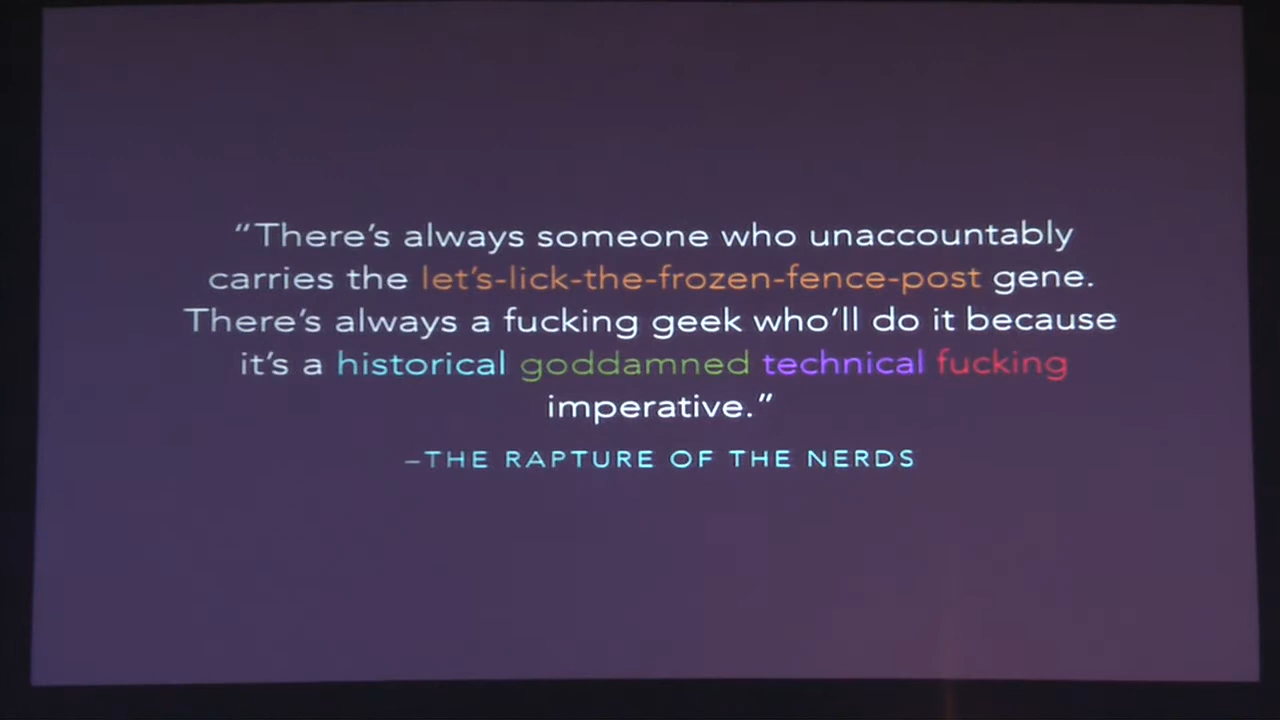 “There’s always someone who unaccountably
carries the let’s-lick-the-frozen-fence-post gene.
There’s always a fucking geek who’ll do it because
it’s a historical goddamned technical fucking
imperative.”
–THE RAPTURE OF THE NERDS